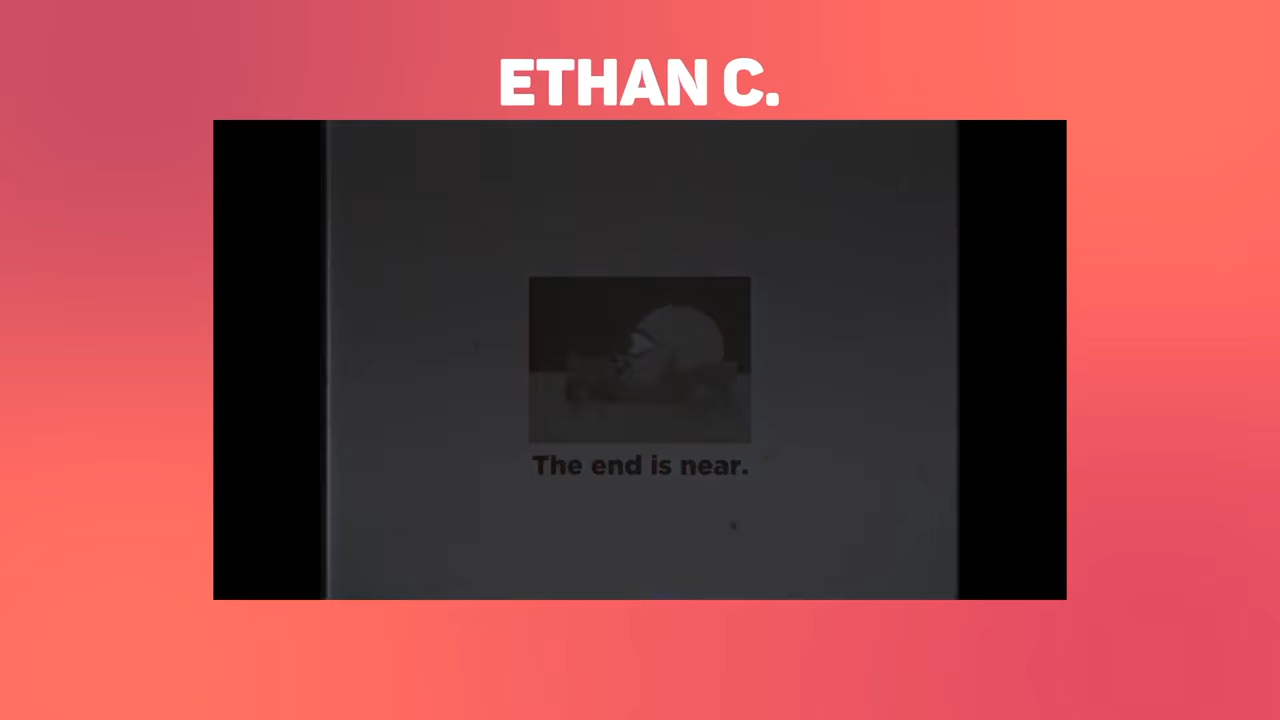 ETHAN C.
The end is near.